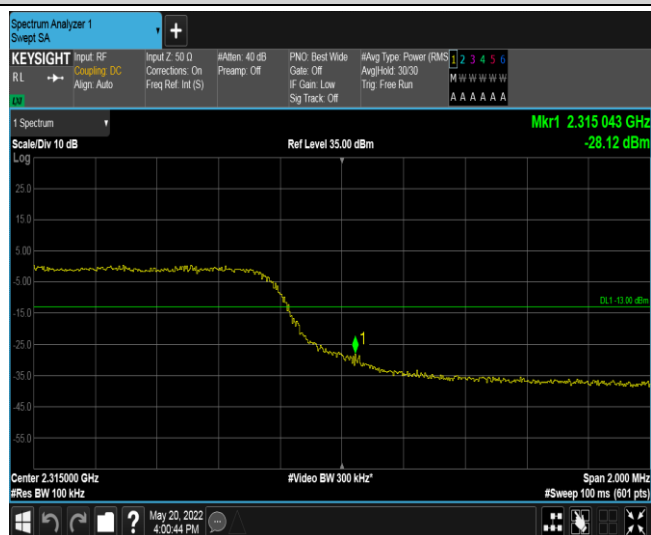 Spectrum Analyzer 1
Swept SA
KEYSIGHT
RL
Input: RF
Coupling: DC
Align: Auto
Input Z: 50 Ω
Corrections: On
Freq Ref: Int (S)
#Atten: 40 dB
Preamp: Off
PNO: Best Wide
Gate: Off
IF Gain: Low
Sig Track: Off
#Avg Type: Power (RMS
Avg|Hold: 30/30
Trig: Free Run
1 2 3 4 5 6
M W W W W W
A A A A A A
1 Spectrum
Scale/Div 10 dB
Ref Level 35.00 dBm
Mkr1 2.315 043 GHz
-28.12 dBm
Log
25.0
15.0
5.00
-5.00
-15.0
-25.0
-35.0
-45.0
-55.0
DL1 -13.00 dBm
1
Center 2.315000 GHz
#Res BW 100 kHz
#Video BW 300 kHz*
Span 2.000 MHz
#Sweep 100 ms (601 pts)
?
May 20, 2022
4:00:44 PM